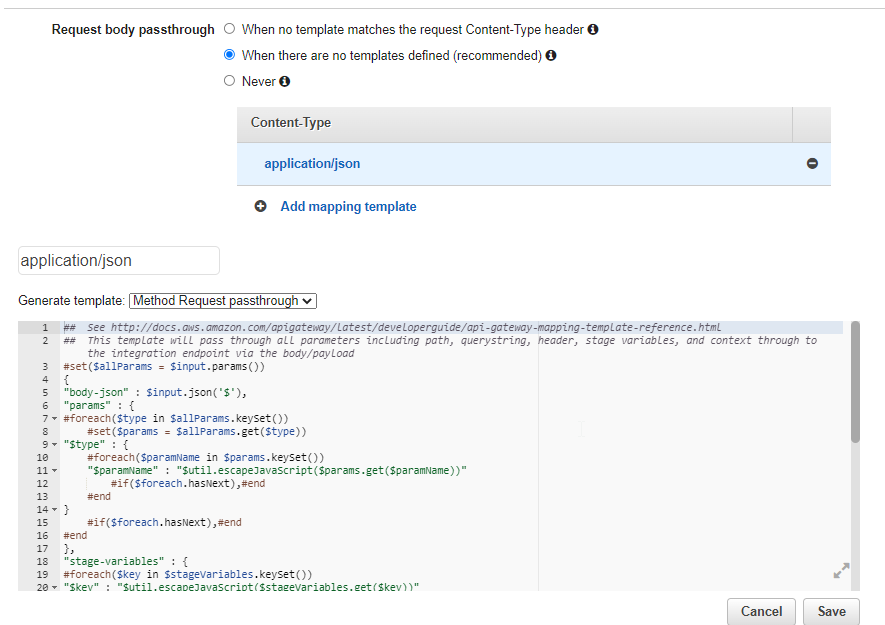 Request body passthrough
When no template matches the request Content-Type header
When there are no templates defined (recommended)
Never
Content-Type
application/json
Add mapping template
application/json
Generate template: Method Request passthrough
1 ##  See http://docs.aws.amazon.com/apigateway/latest/developerguide/api-gateway-mapping-template-reference.html
2 ##  This template will pass through all parameters including path, querystring, header, stage variables, and context through to
the integration endpoint via the body/payload
3 #set($allParams = $input.params())
4 {
5 "body-json" : $input.json('$'),
6 "params" : {
7 #foreach($type in $allParams.keySet())
8 #set($params = $allParams.get($type))
9 "$type" : {
10 #foreach($paramName in $params.keySet())
11 "$paramName" : "$util.escapeJavaScript($params.get($paramName))"
12 #if($foreach.hasNext),#end
13 #end
14 }
15 #if($foreach.hasNext),#end
16 #end
17 },
18 "stage-variables" : {
19 #foreach($key in $stageVariables.keySet())
20 "$key" : "$util.escapeJavaScript($stageVariables.get($key))"
Cancel
Save